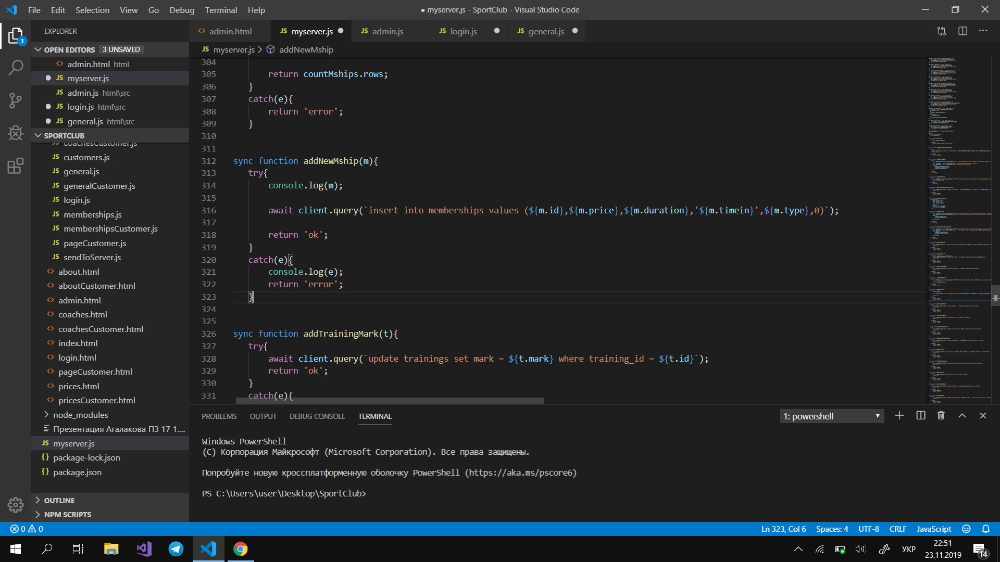 File Edit Selection View Go Debug Terminal Help
● myserver.js - SportClub - Visual Studio Code
EXPLORER
OPEN EDITORS 3 UNSAVED
admin.html html
myserver.js
admin.js html\src
login.js html\src
general.js html\src
SPORTCLUB
coachesCustomer.js
customers.js
general.js
generalCustomer.js
login.js
memberships.js
membershipsCustomer.js
pageCustomer.js
sendToServer.js
about.html
aboutCustomer.html
admin.html
coaches.html
coachesCustomer.html
index.html
login.html
pageCustomer.html
prices.html
pricesCustomer.html
node_modules
Презентация Агалакова ПЗ 17 1....
myserver.js
package-lock.json
package.json
OUTLINE
NPM SCRIPTS
3
admin.html
JS myserver.js
JS admin.js
JS login.js
JS general.js
JS myserver.js > addNewMship
304
305 return countMships.rows;
306 }
307 catch(e){
308 return 'error';
309 }
310
311
312 sync function addNewMship(m){
313 try{
314 console.log(m);
315
316 await client.query(`insert into memberships values (${m.id},${m.price},${m.duration},'${m.timein}',${m.type},0)`);
317
318 return 'ok';
319 }
320 catch(e){
321 console.log(e);
322 return 'error';
323 }
324
325
326 sync function addTrainingMark(t){
327 try{
328 await client.query(`update trainings set mark = ${t.mark} where training_id = ${t.id}`);
329 return 'ok';
330 }
331 catch(e){
PROBLEMS OUTPUT DEBUG CONSOLE TERMINAL
1: powershell
Windows PowerShell
(C) Корпорация Майкрософт (Microsoft Corporation). Все права защищены.
Попробуйте новую кроссплатформенную оболочку PowerShell (https://aka.ms/pscore6)
PS C:\Users\user\Desktop\SportClub>
0 0
Ln 323, Col 6 Spaces: 4 UTF-8 CRLF JavaScript
УКР
22:51
23.11.2019
14